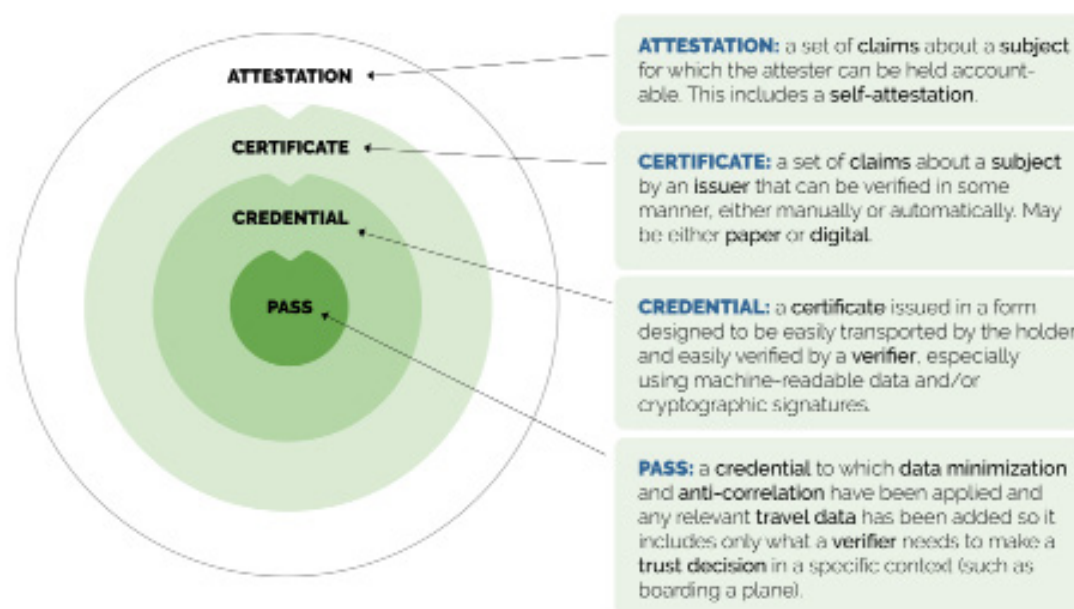 ATTESTATION
CERTIFICATE
CREDENTIAL
PASS
ATTESTATION: a set of claims about a subject
for which the attester can be held account-
able. This includes a self-attestation.
CERTIFICATE: a set of claims about a subject
by an issuer that can be verified in some
manner, either manually or automatically. May
be either paper or digital.
CREDENTIAL: a certificate issued in a form
designed to be easily transported by the holder
and easily verified by a verifier, especially
using machine-readable data and/or
cryptographic signatures.
PASS: a credential to which data minimization
and anti-correlation have been applied and
any relevant travel data has been added so it
includes only what a verifier needs to make a
trust decision in a specific context (such as
boarding a plane).